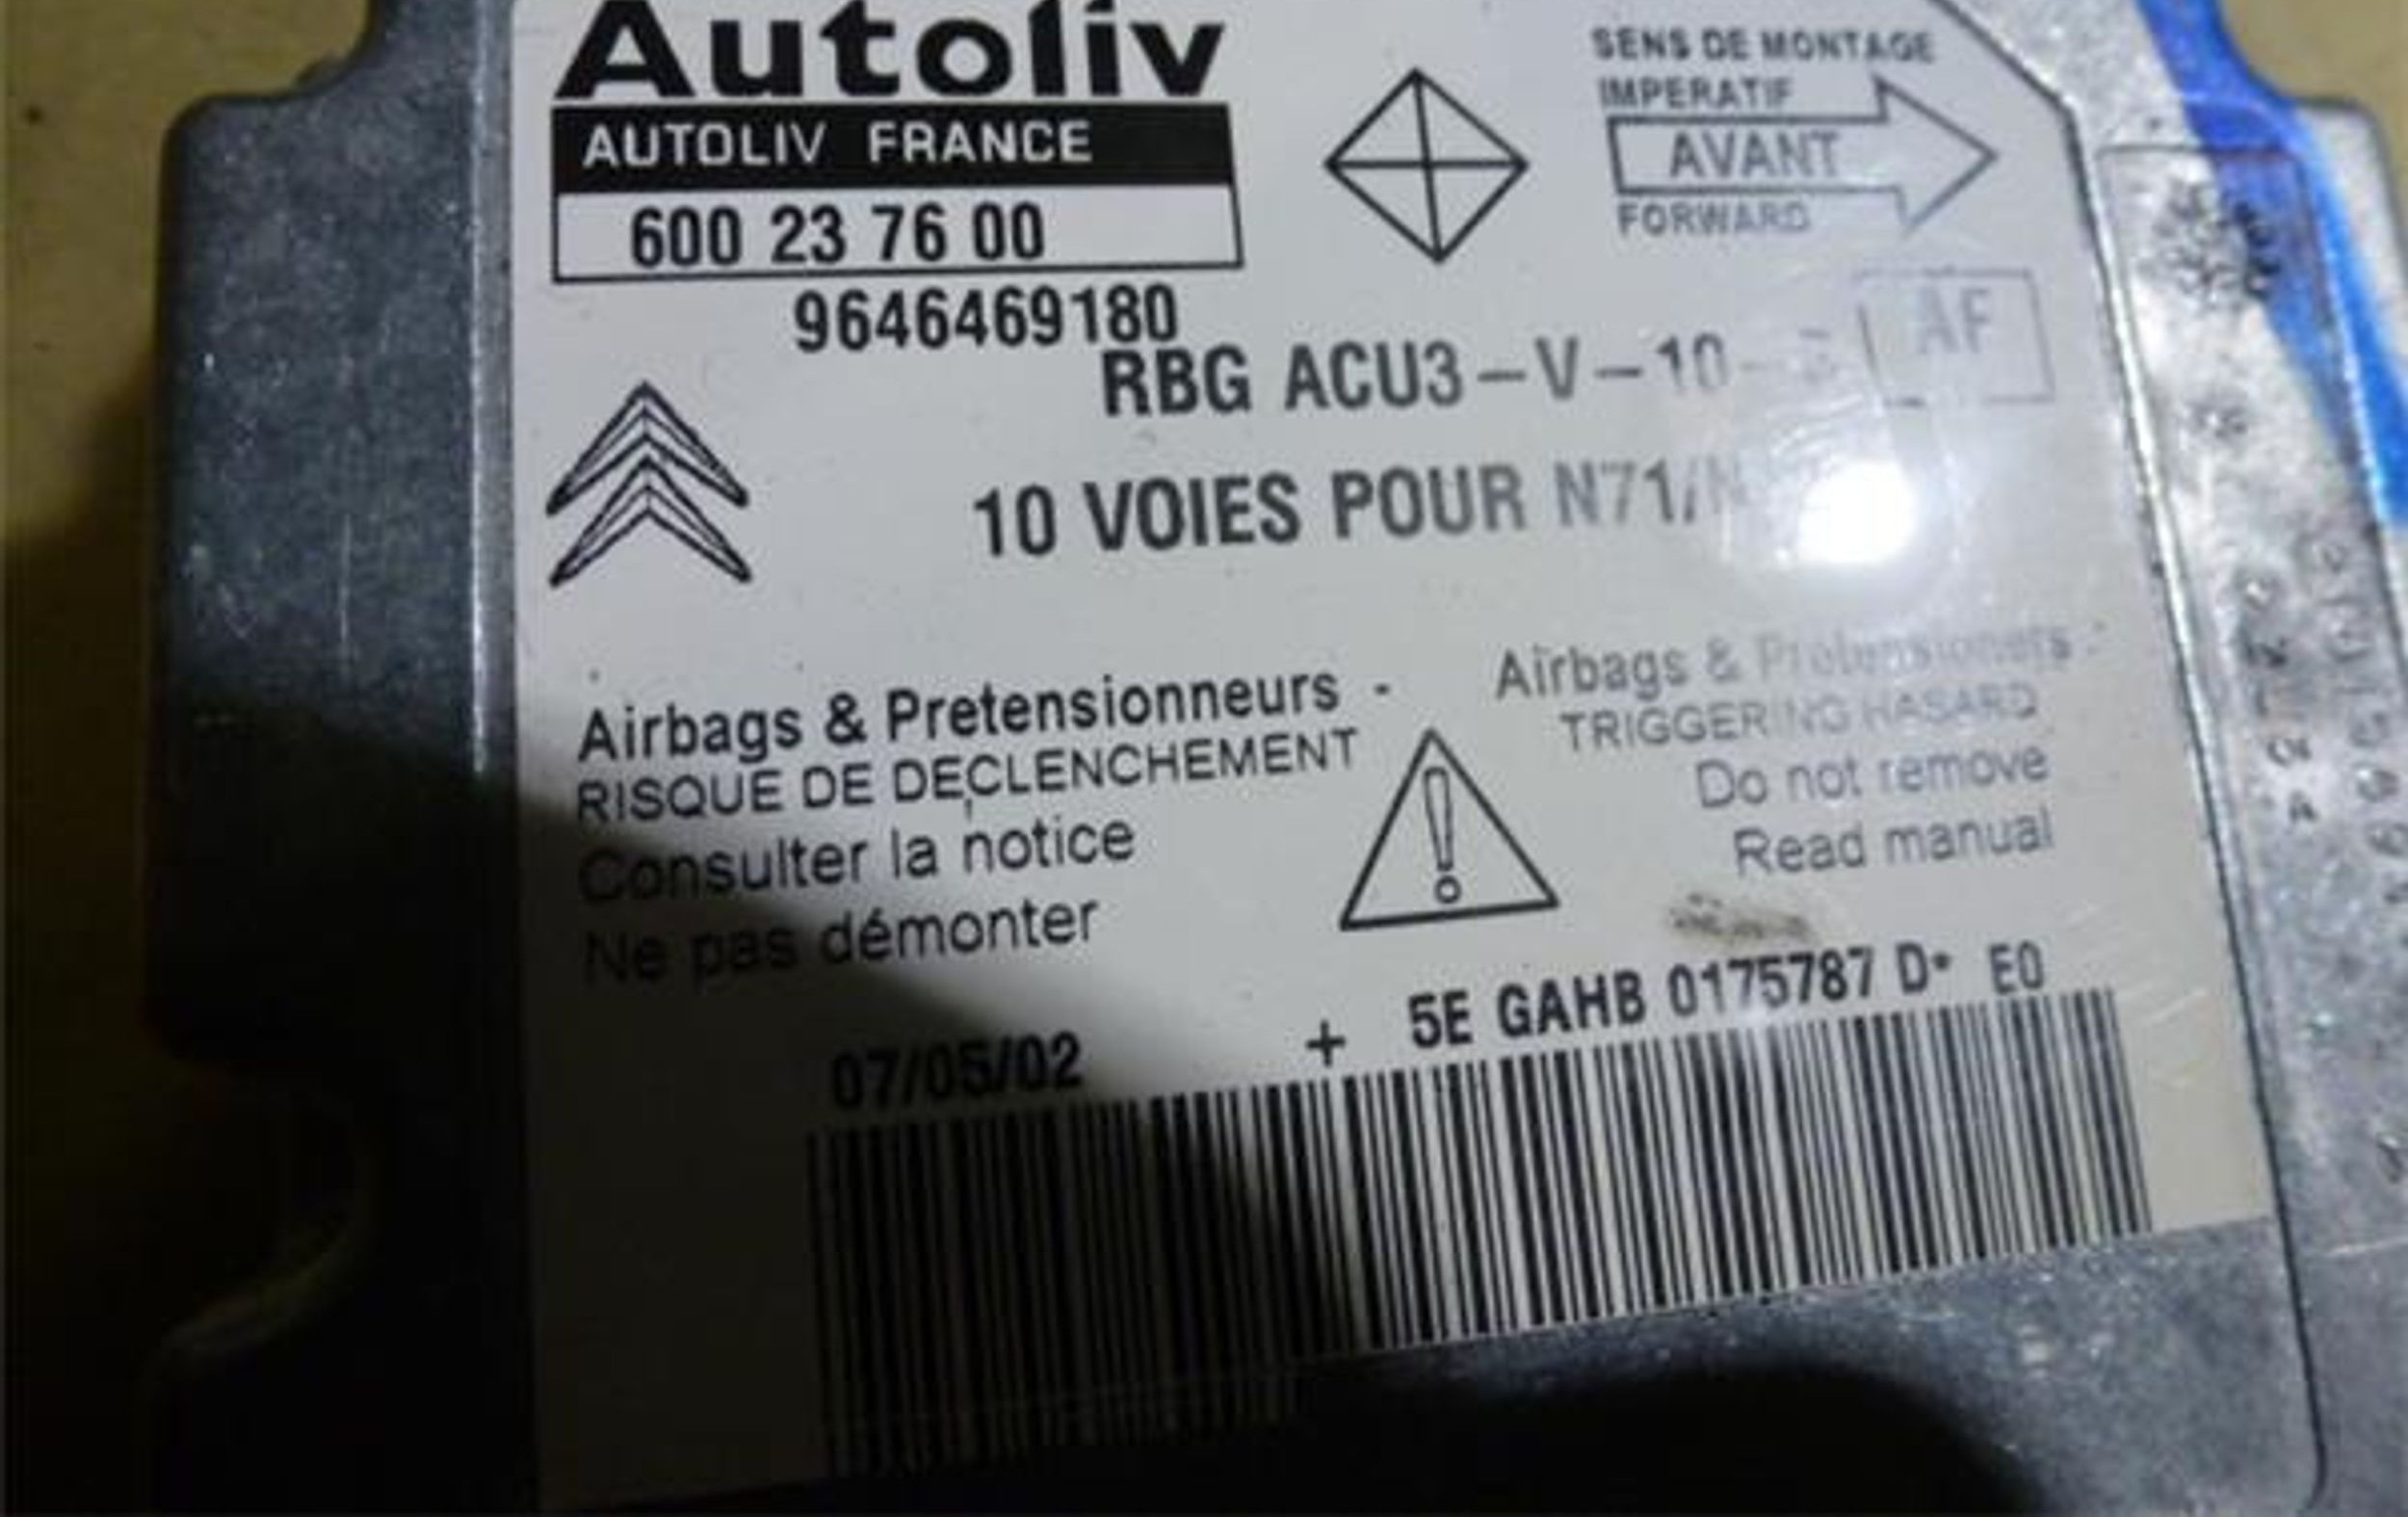 Autoliv
AUTOLIV FRANCE
600 23 76 00
9646469180
SENS DE MONTAGE
IMPERATIF
AVANT
FORWARD
RBG ACU3-V-10-
AF
10 VOIES POUR N71/
Airbags & Pretensionneurs -
RISQUE DE DECLENCHEMENT
Consulter la notice
Ne pas démonter
Airbags & Pretensioners -
TRIGGERING HASARD
Do not remove
Read manual
07/05/02
+ 5E GAHB 0175787 D* E0